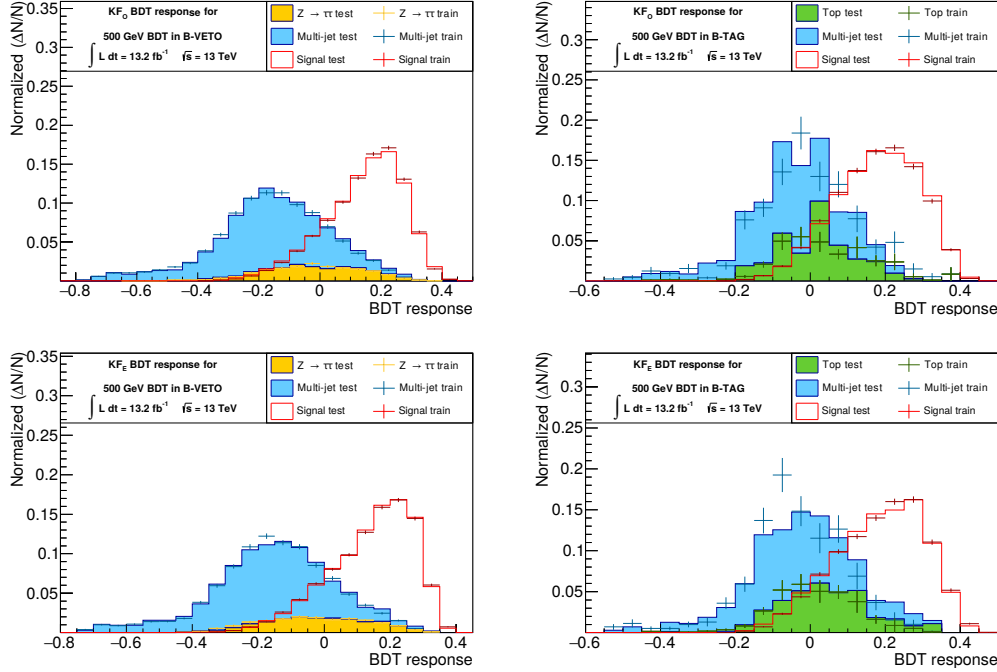 KF_O BDT response for
500 GeV BDT in B-VETO
∫ L dt = 13.2 fb⁻¹ √s = 13 TeV
Z → ττ test Z → ττ train
Multi-jet test Multi-jet train
Signal test Signal train
Normalized (ΔN/N)
0.35
0.3
0.25
0.2
0.15
0.1
0.05
−0.8 −0.6 −0.4 −0.2 0 0.2 0.4
BDT response
KF_O BDT response for
500 GeV BDT in B-TAG
∫ L dt = 13.2 fb⁻¹ √s = 13 TeV
Top test Top train
Multi-jet test Multi-jet train
Signal test Signal train
Normalized (ΔN/N)
0.3
0.25
0.2
0.15
0.1
0.05
−0.6 −0.4 −0.2 0 0.2 0.4
BDT response
KF_E BDT response for
500 GeV BDT in B-VETO
∫ L dt = 13.2 fb⁻¹ √s = 13 TeV
Z → ττ test Z → ττ train
Multi-jet test Multi-jet train
Signal test Signal train
Normalized (ΔN/N)
0.35
0.3
0.25
0.2
0.15
0.1
0.05
−0.8 −0.6 −0.4 −0.2 0 0.2 0.4
BDT response
KF_E BDT response for
500 GeV BDT in B-TAG
∫ L dt = 13.2 fb⁻¹ √s = 13 TeV
Top test Top train
Multi-jet test Multi-jet train
Signal test Signal train
Normalized (ΔN/N)
0.3
0.25
0.2
0.15
0.1
0.05
−0.6 −0.4 −0.2 0 0.2 0.4
BDT response